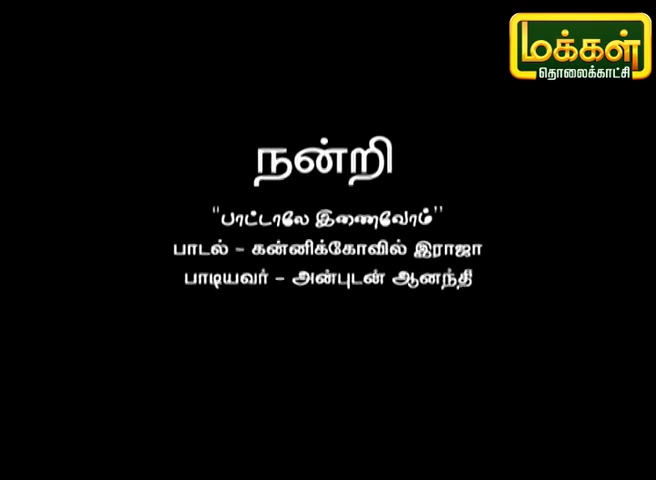 மக்கள்
தொலைக்காட்சி
நன்றி
"பாட்டாலே இணைவோம்"
பாடல் - கன்னிக்கோவில் இராஜா
பாடியவர் - அன்புடன் ஆனந்தி